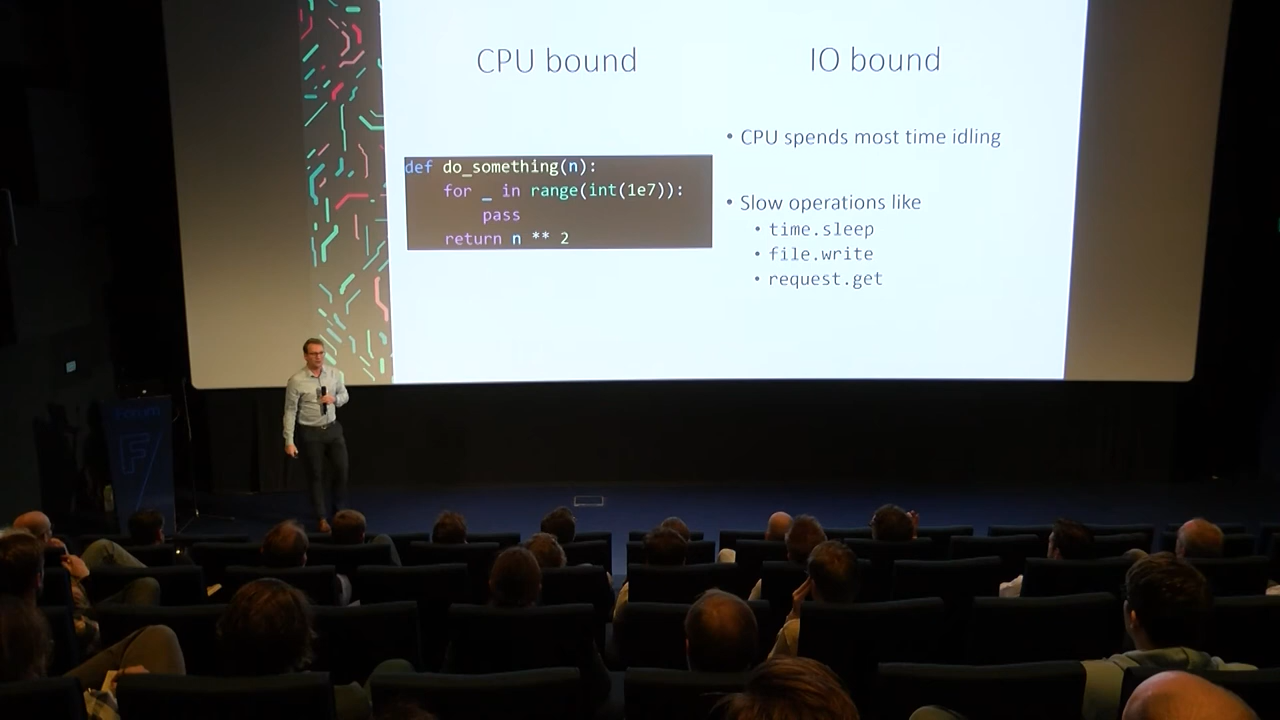 CPU bound
def do_something(n):
    for _ in range(int(1e7)):
        pass
    return n ** 2
IO bound
• CPU spends most time idling
• Slow operations like
• time.sleep
• file.write
• request.get
Forum
F